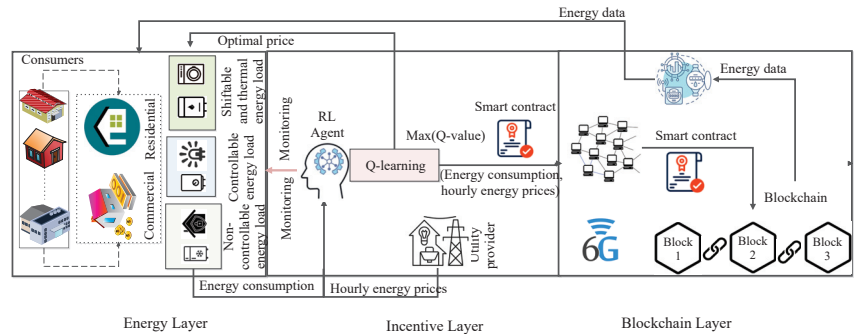 Energy data
Optimal price
Consumers
Residential
Commercial
Shiftable
and thermal
energy load
Controllable
energy load
Non-
controllable
energy load
Monitoring
Monitoring
RL
Agent
Q-learning
Max(Q-value)
Smart contract
(Energy consumption,
hourly energy prices)
Utility
provider
Energy data
Smart contract
Blockchain
6G
Block
1
Block
2
Block
3
Energy consumption
Hourly energy prices
Energy Layer
Incentive Layer
Blockchain Layer